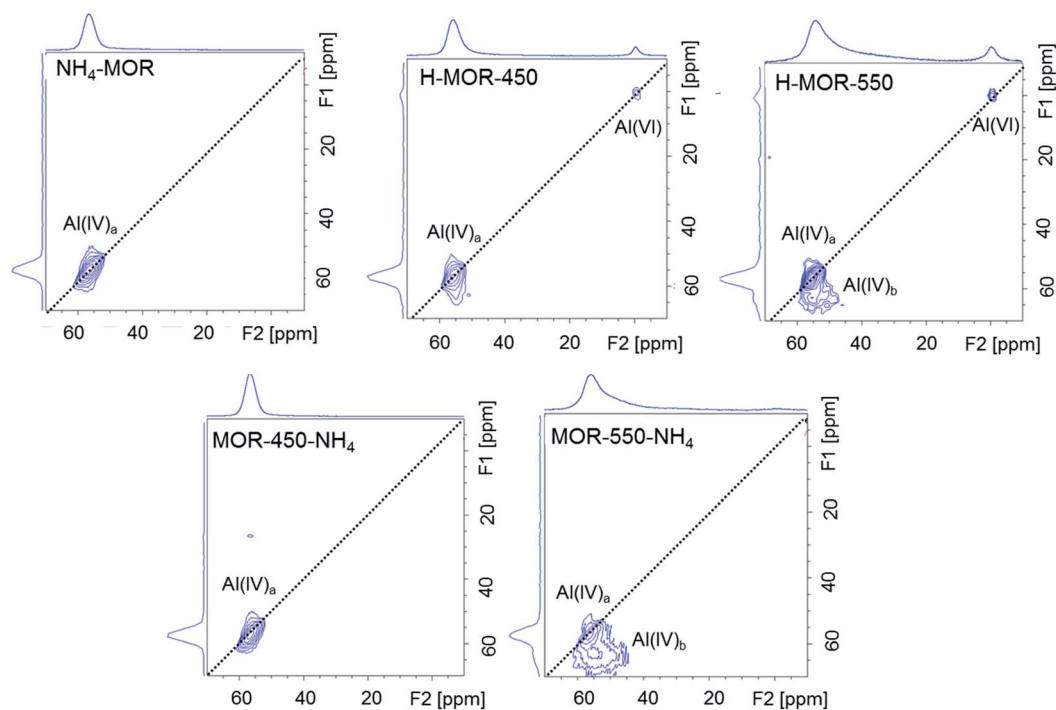 NH₄-MOR
Al(IV)ₐ
F1 [ppm]
20
40
60
60 40 20 F2 [ppm]
H-MOR-450
Al(VI)
Al(IV)ₐ
F1 [ppm]
20
40
60
60 40 20 F2 [ppm]
H-MOR-550
Al(VI)
Al(IV)ₐ
Al(IV)b
F1 [ppm]
20
40
60
60 40 20 F2 [ppm]
MOR-450-NH₄
Al(IV)ₐ
F1 [ppm]
20
40
60
60 40 20 F2 [ppm]
MOR-550-NH₄
Al(IV)ₐ
Al(IV)b
F1 [ppm]
20
40
60
60 40 20 F2 [ppm]